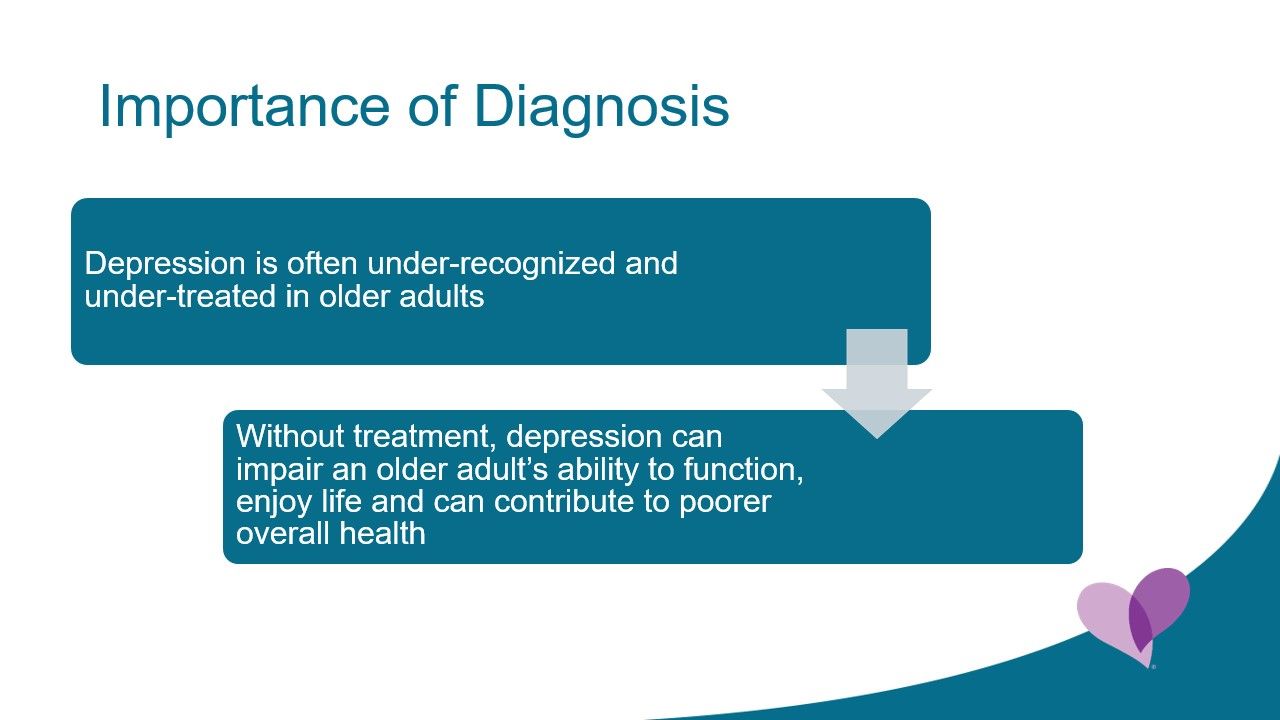 Importance of Diagnosis
Depression is often under-recognized and
under-treated in older adults
Without treatment, depression can
impair an older adult’s ability to function,
enjoy life and can contribute to poorer
overall health
®